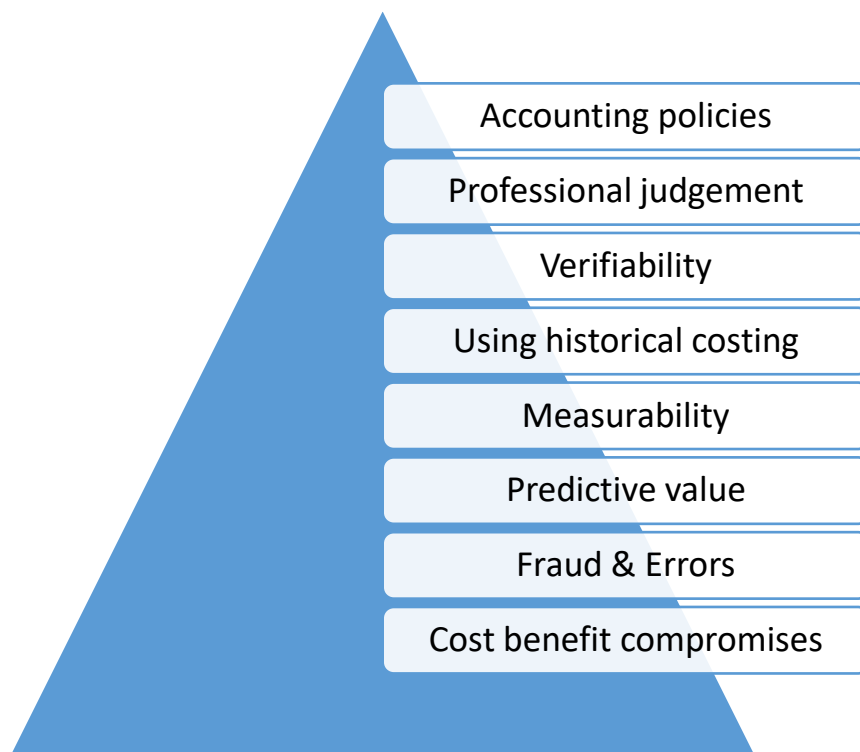 Accounting policies
Professional judgement
Verifiability
Using historical costing
Measurability
Predictive value
Fraud & Errors
Cost benefit compromises